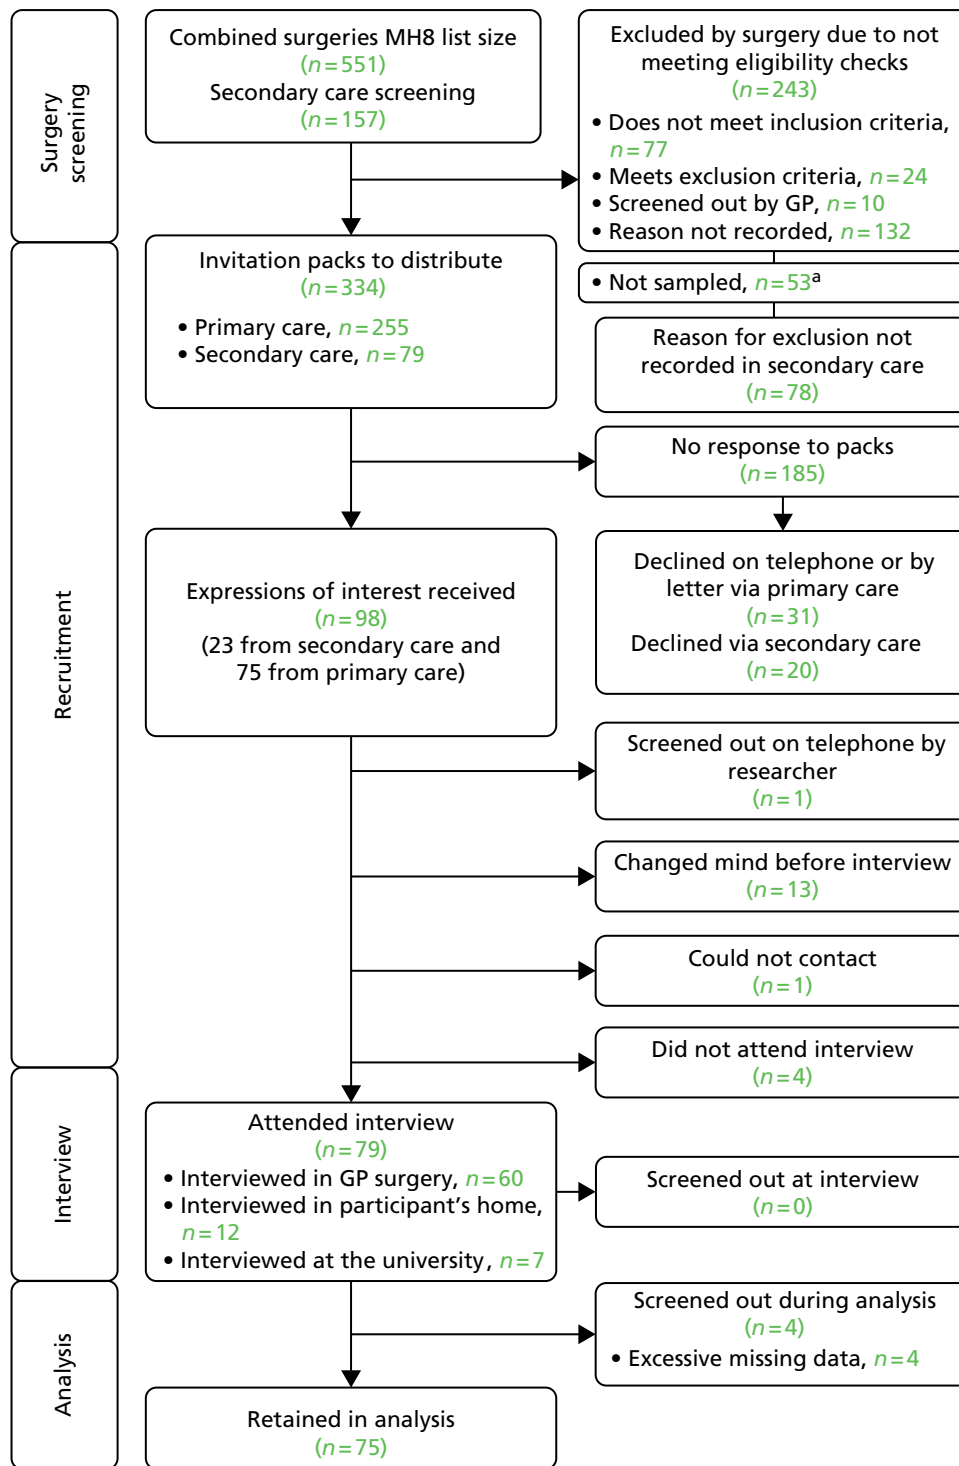 Surgery
screening
Combined surgeries MH8 list size
(n=551)
Secondary care screening
(n=157)
Excluded by surgery due to not
meeting eligibility checks
(n=243)
• Does not meet inclusion criteria,
n=77
• Meets exclusion criteria, n=24
• Screened out by GP, n=10
• Reason not recorded, n=132
• Not sampled, n=53a
Reason for exclusion not
recorded in secondary care
(n=78)
Recruitment
Invitation packs to distribute
(n=334)
• Primary care, n=255
• Secondary care, n=79
No response to packs
(n=185)
Declined on telephone or by
letter via primary care
(n=31)
Declined via secondary care
(n=20)
Expressions of interest received
(n=98)
(23 from secondary care and
75 from primary care)
Screened out on telephone by
researcher
(n=1)
Changed mind before interview
(n=13)
Could not contact
(n=1)
Did not attend interview
(n=4)
Interview
Attended interview
(n=79)
• Interviewed in GP surgery, n=60
• Interviewed in participant's home,
n=12
• Interviewed at the university, n=7
Screened out at interview
(n=0)
Analysis
Screened out during analysis
(n=4)
• Excessive missing data, n=4
Retained in analysis
(n=75)